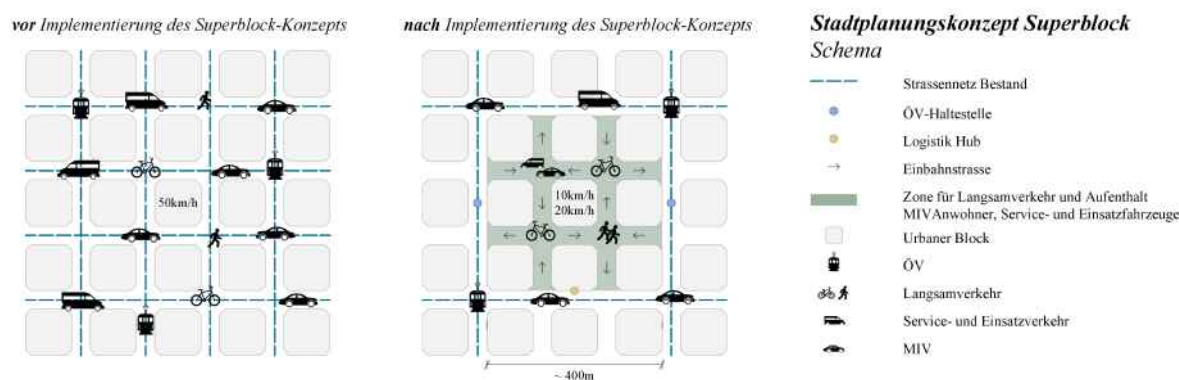 vor Implementierung des Superblock-Konzepts
50km/h
nach Implementierung des Superblock-Konzepts
10km/h
20km/h
~ 400m
Stadtplanungskonzept Superblock
Schema
Strassennetz Bestand
ÖV-Haltestelle
Logistik Hub
Einbahnstrasse
Zone für Langsamverkehr und Aufenthalt
MIVAnwohner, Service- und Einsatzfahrzeuge
Urbaner Block
ÖV
Langsamverkehr
Service- und Einsatzverkehr
MIV